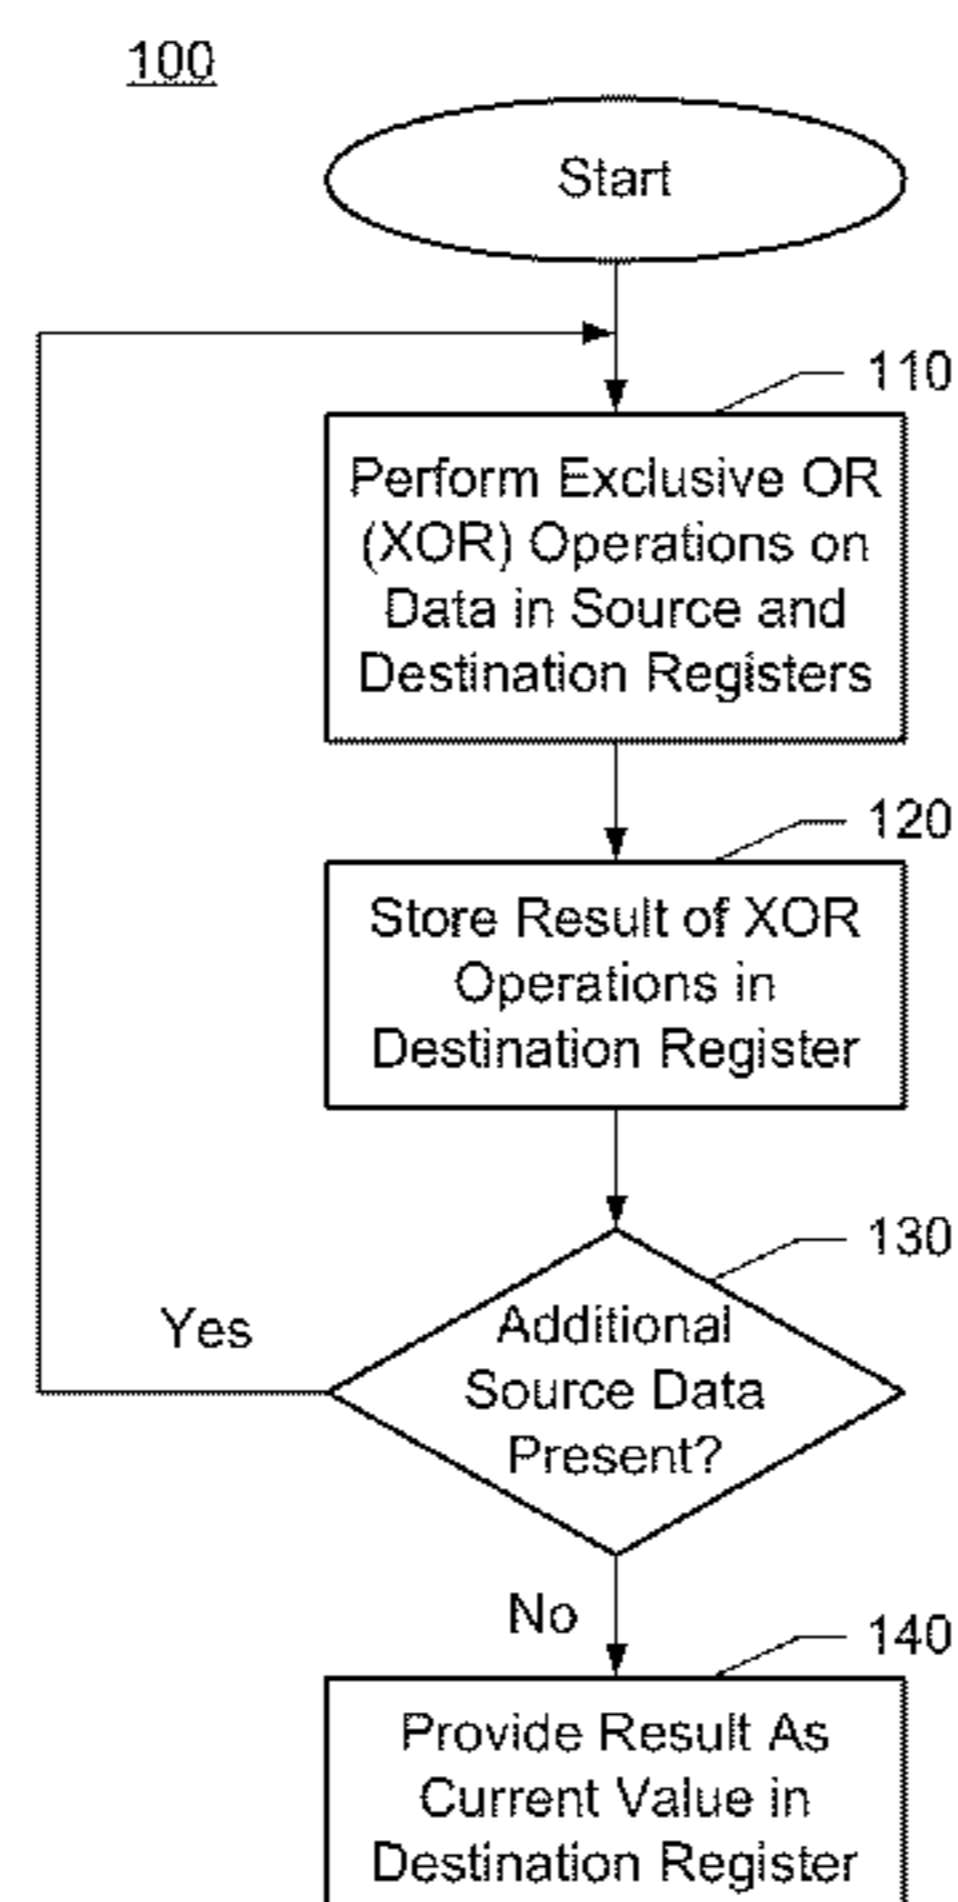 100
Start
110
Perform Exclusive OR
(XOR) Operations on
Data in Source and
Destination Registers
120
Store Result of XOR
Operations in
Destination Register
130
Additional
Source Data
Present?
Yes
No
140
Provide Result As
Current Value in
Destination Register